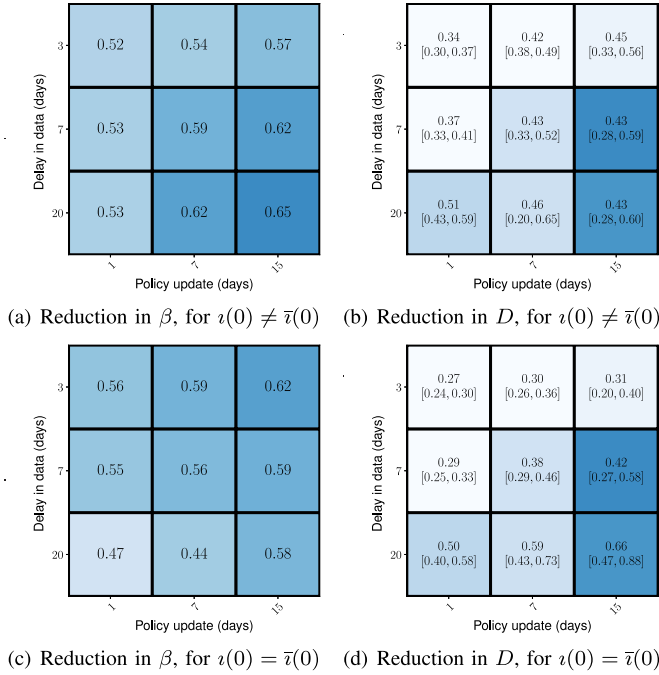 Delay in data (days)
3
0.52 0.54 0.57
7
0.53 0.59 0.62
20
0.53 0.62 0.65
1 7 15
Policy update (days)
(a) Reduction in β, for ı(0) ≠ ī(0)
Delay in data (days)
3
0.34 0.42 0.45
[0.30, 0.37] [0.38, 0.49] [0.33, 0.56]
7
0.37 0.43 0.43
[0.33, 0.41] [0.33, 0.52] [0.28, 0.59]
20
0.51 0.46 0.43
[0.43, 0.59] [0.20, 0.65] [0.28, 0.60]
1 7 15
Policy update (days)
(b) Reduction in D, for ı(0) ≠ ī(0)
Delay in data (days)
3
0.56 0.59 0.62
7
0.55 0.56 0.59
20
0.47 0.44 0.58
1 7 15
Policy update (days)
(c) Reduction in β, for ı(0) = ī(0)
Delay in data (days)
3
0.27 0.30 0.31
[0.24, 0.30] [0.26, 0.36] [0.20, 0.40]
7
0.29 0.38 0.42
[0.25, 0.33] [0.29, 0.46] [0.27, 0.58]
20
0.50 0.59 0.66
[0.40, 0.58] [0.43, 0.73] [0.47, 0.88]
1 7 15
Policy update (days)
(d) Reduction in D, for ı(0) = ī(0)